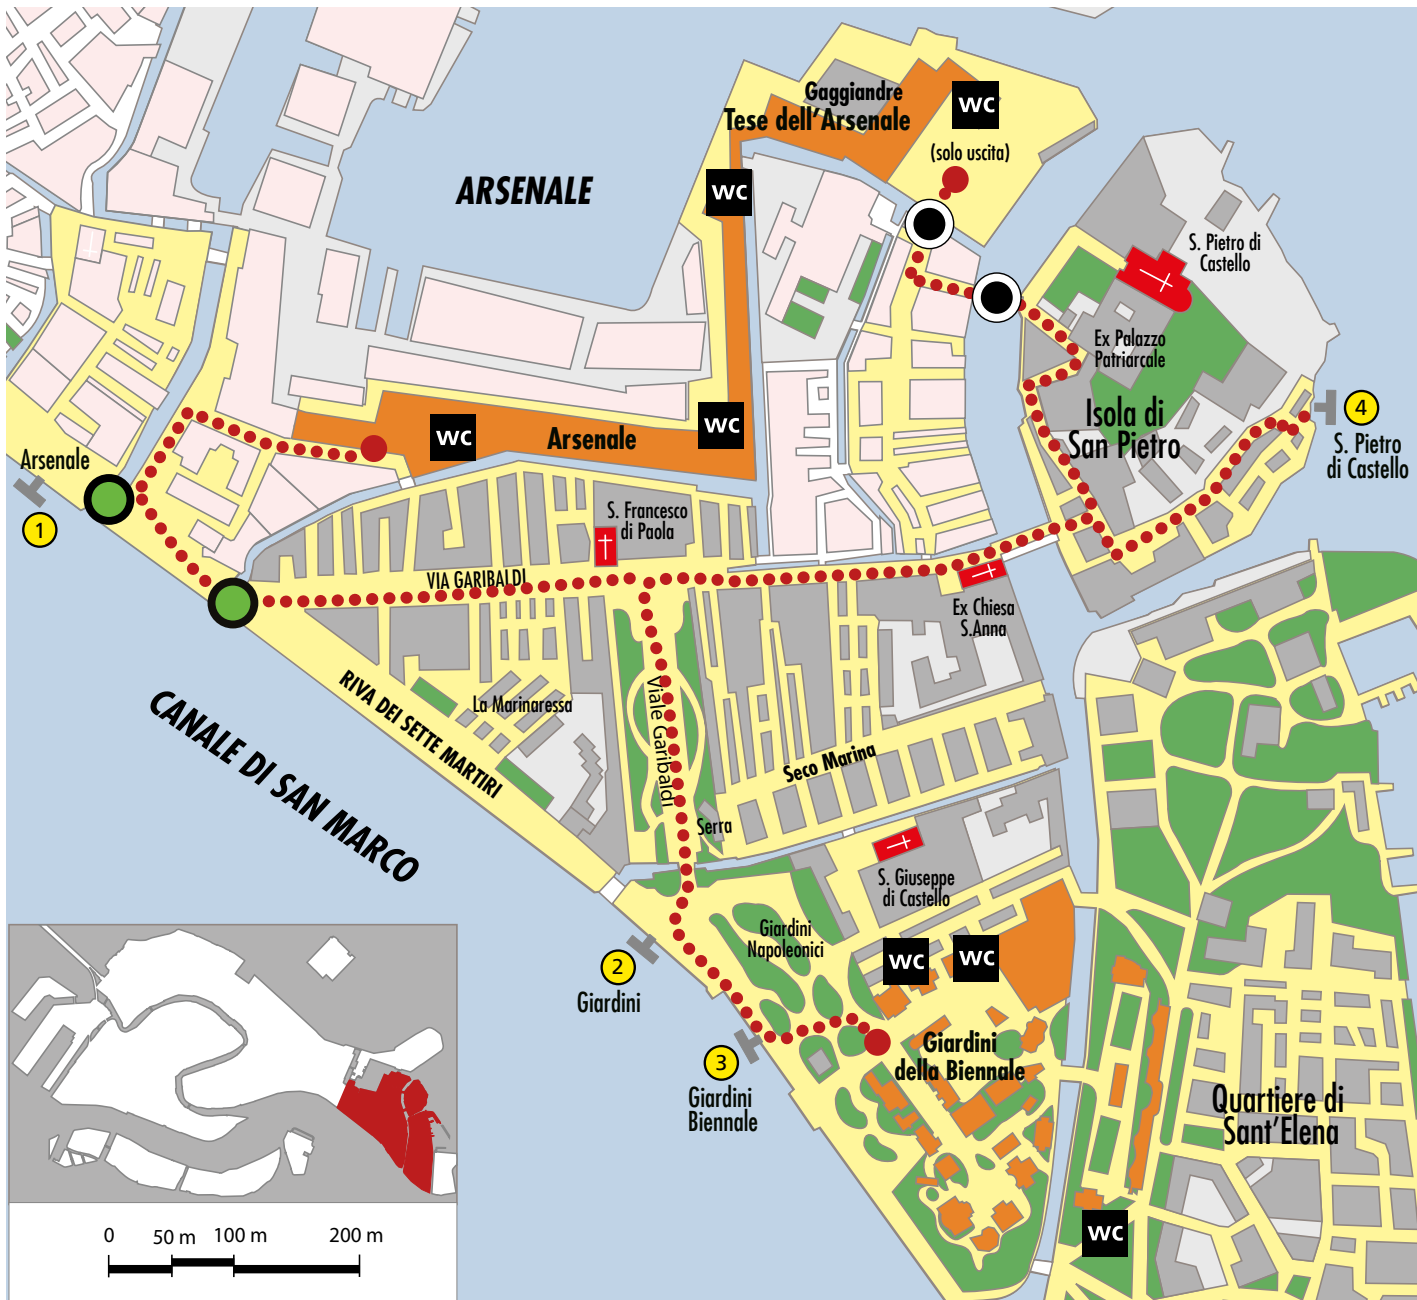 Gaggiandre
Tese dell'Arsenale
WC
(solo uscita)
ARSENALE
WC
S. Pietro di
Castello
Ex Palazzo
Patriarcale
Isola di
San Pietro
4
S. Pietro
di Castello
WC
WC
Arsenale
Arsenale
1
S. Francesco
di Paola
VIA GARIBALDI
Ex Chiesa
S.Anna
RIVA DEI SETTE MARTIRI
La Marinaressa
Viale Garibaldi
CANALE DI SAN MARCO
Seco Marina
Serra
S. Giuseppe
di Castello
Giardini
Napoleonici
WC
WC
2
Giardini
3
Giardini
Biennale
Giardini
della Biennale
Quartiere di
Sant'Elena
WC
0 50 m 100 m 200 m